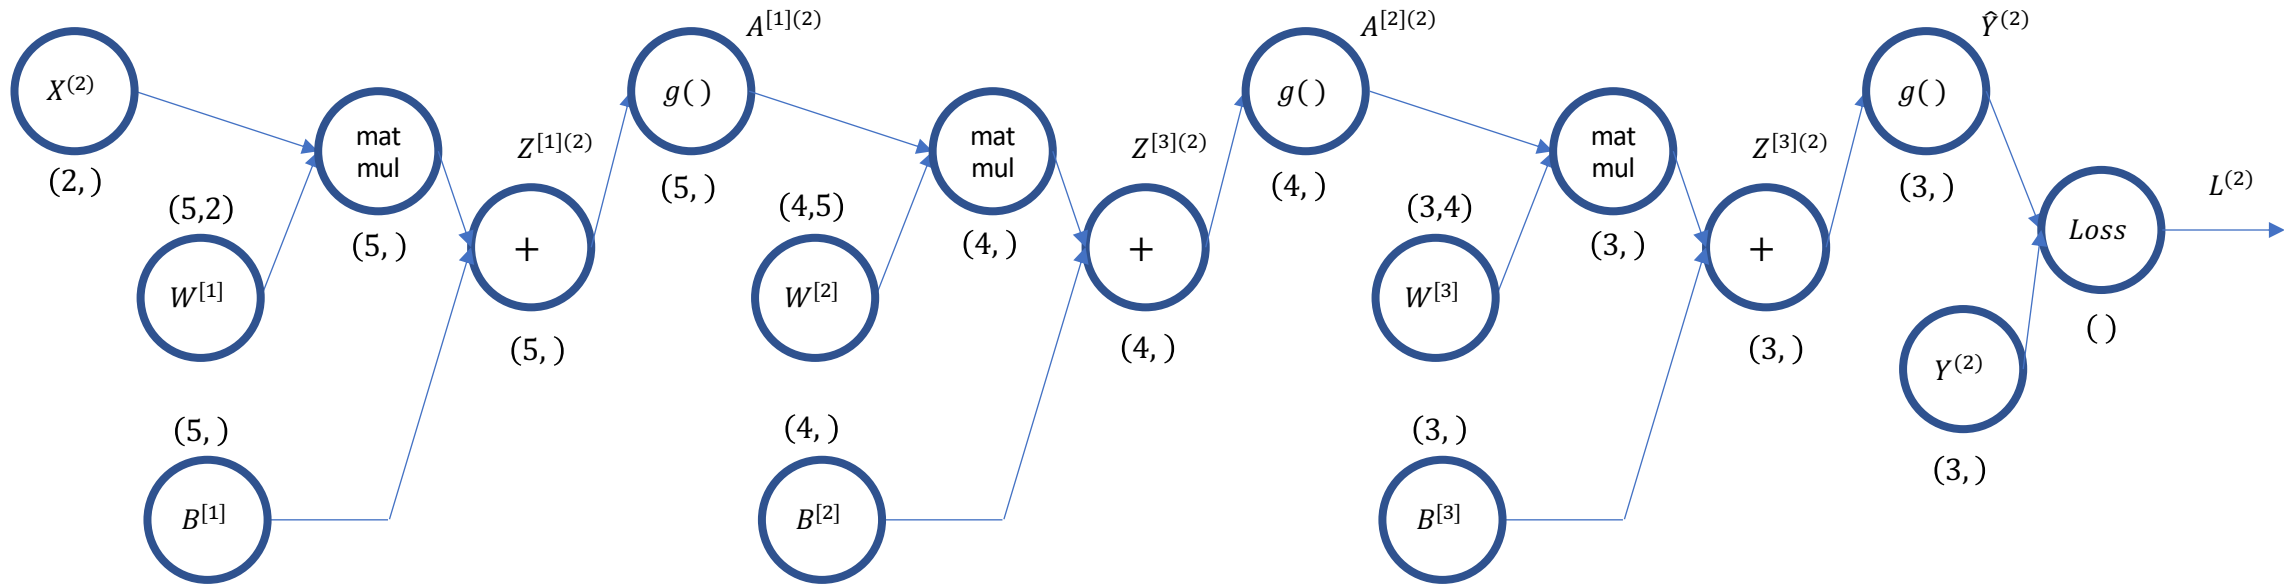 X^(2)
(2, )
(5,2)
W^[1]
(5, )
B^[1]
mat
mul
(5, )
Z^[1](2)
+
(5, )
A^[1](2)
g( )
(5, )
(4,5)
W^[2]
(4, )
B^[2]
mat
mul
(4, )
Z^[3](2)
+
(4, )
A^[2](2)
g( )
(4, )
(3,4)
W^[3]
(3, )
B^[3]
mat
mul
(3, )
Z^[3](2)
+
(3, )
Ŷ^(2)
g( )
(3, )
Y^(2)
(3, )
Loss
( )
L^(2)